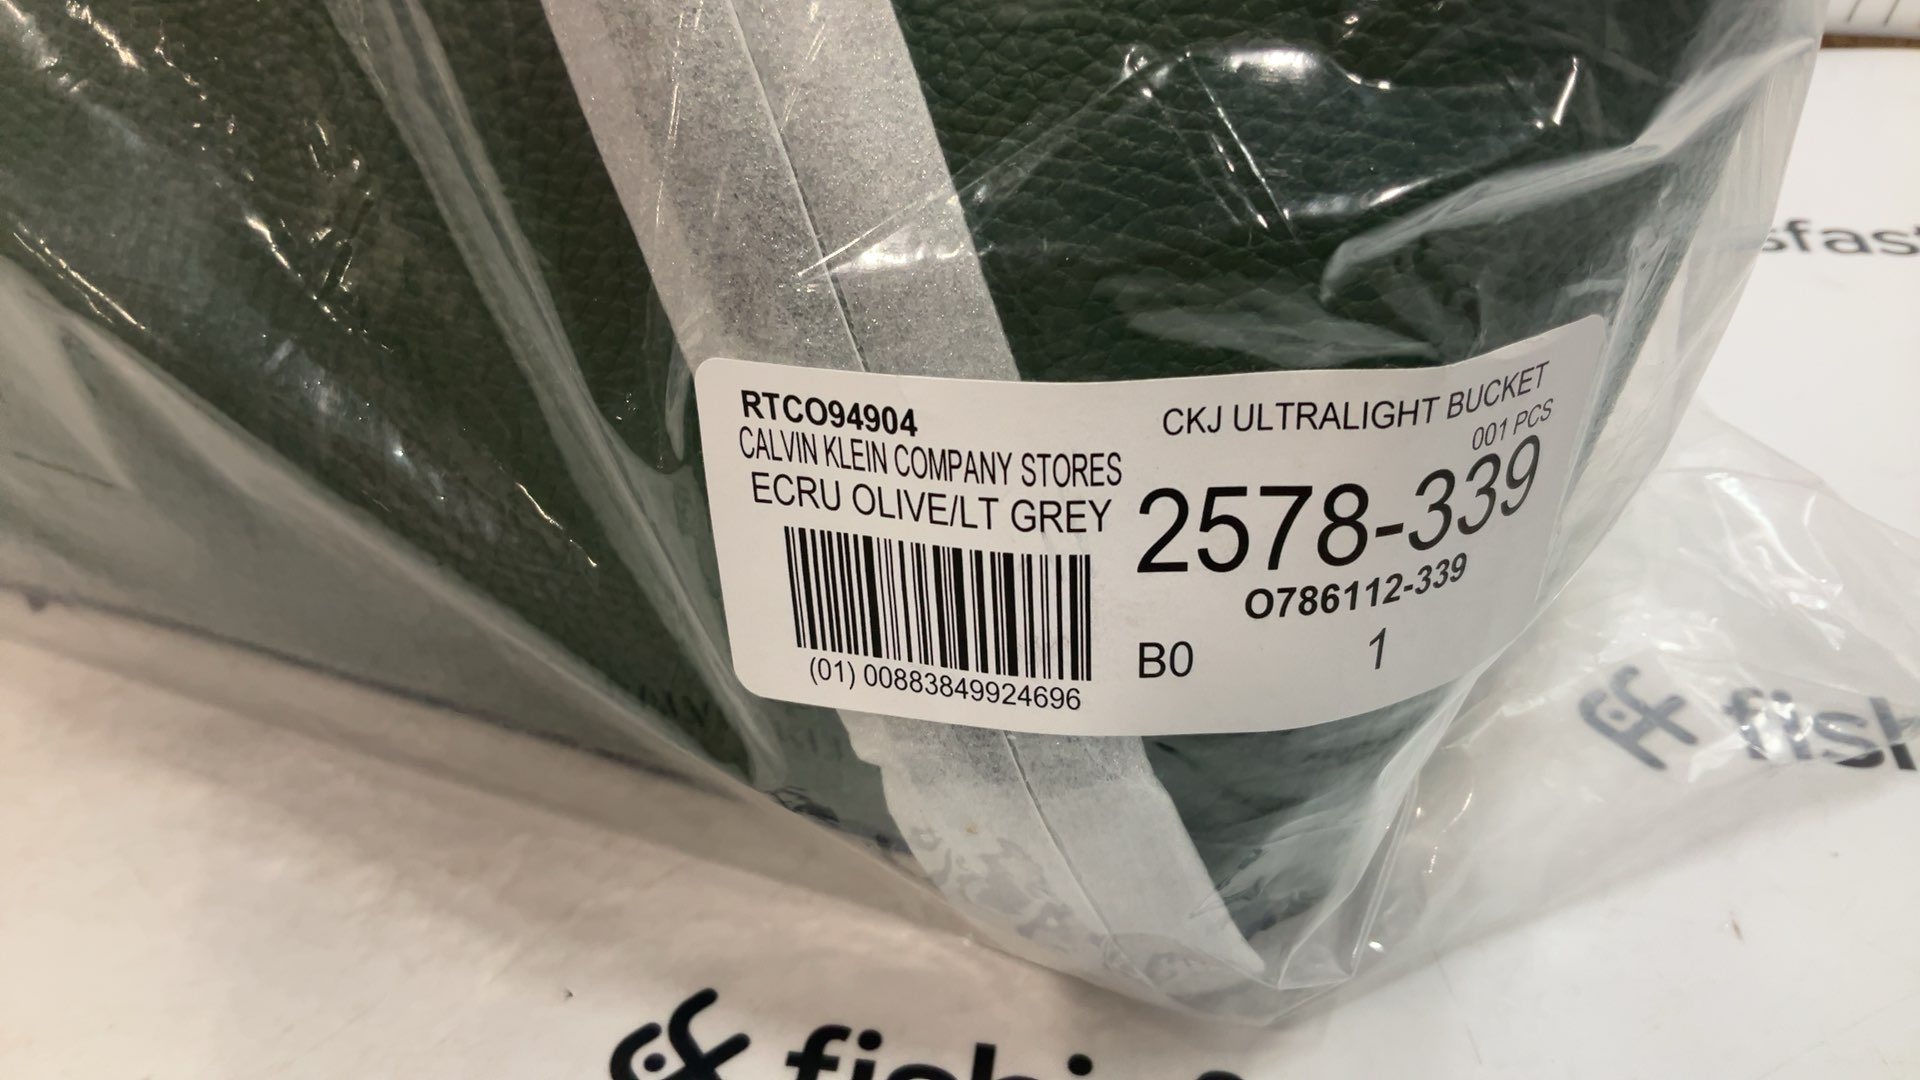 RTCO94904
CALVIN KLEIN COMPANY STORES
ECRU OLIVE/LT GREY
(01) 00883849924696
CKJ ULTRALIGHT BUCKET
001 PCS
2578-339
O786112-339
B0
1
sfast
fish